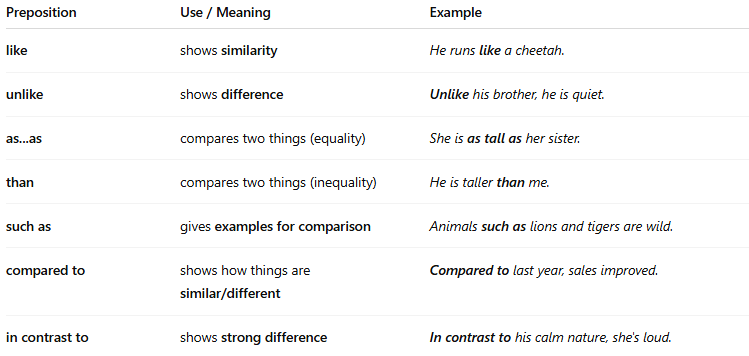 Preposition Use / Meaning Example
like shows similarity He runs like a cheetah.
unlike shows difference Unlike his brother, he is quiet.
as...as compares two things (equality) She is as tall as her sister.
than compares two things (inequality) He is taller than me.
such as gives examples for comparison Animals such as lions and tigers are wild.
compared to shows how things are Compared to last year, sales improved.
similar/different
in contrast to shows strong difference In contrast to his calm nature, she's loud.